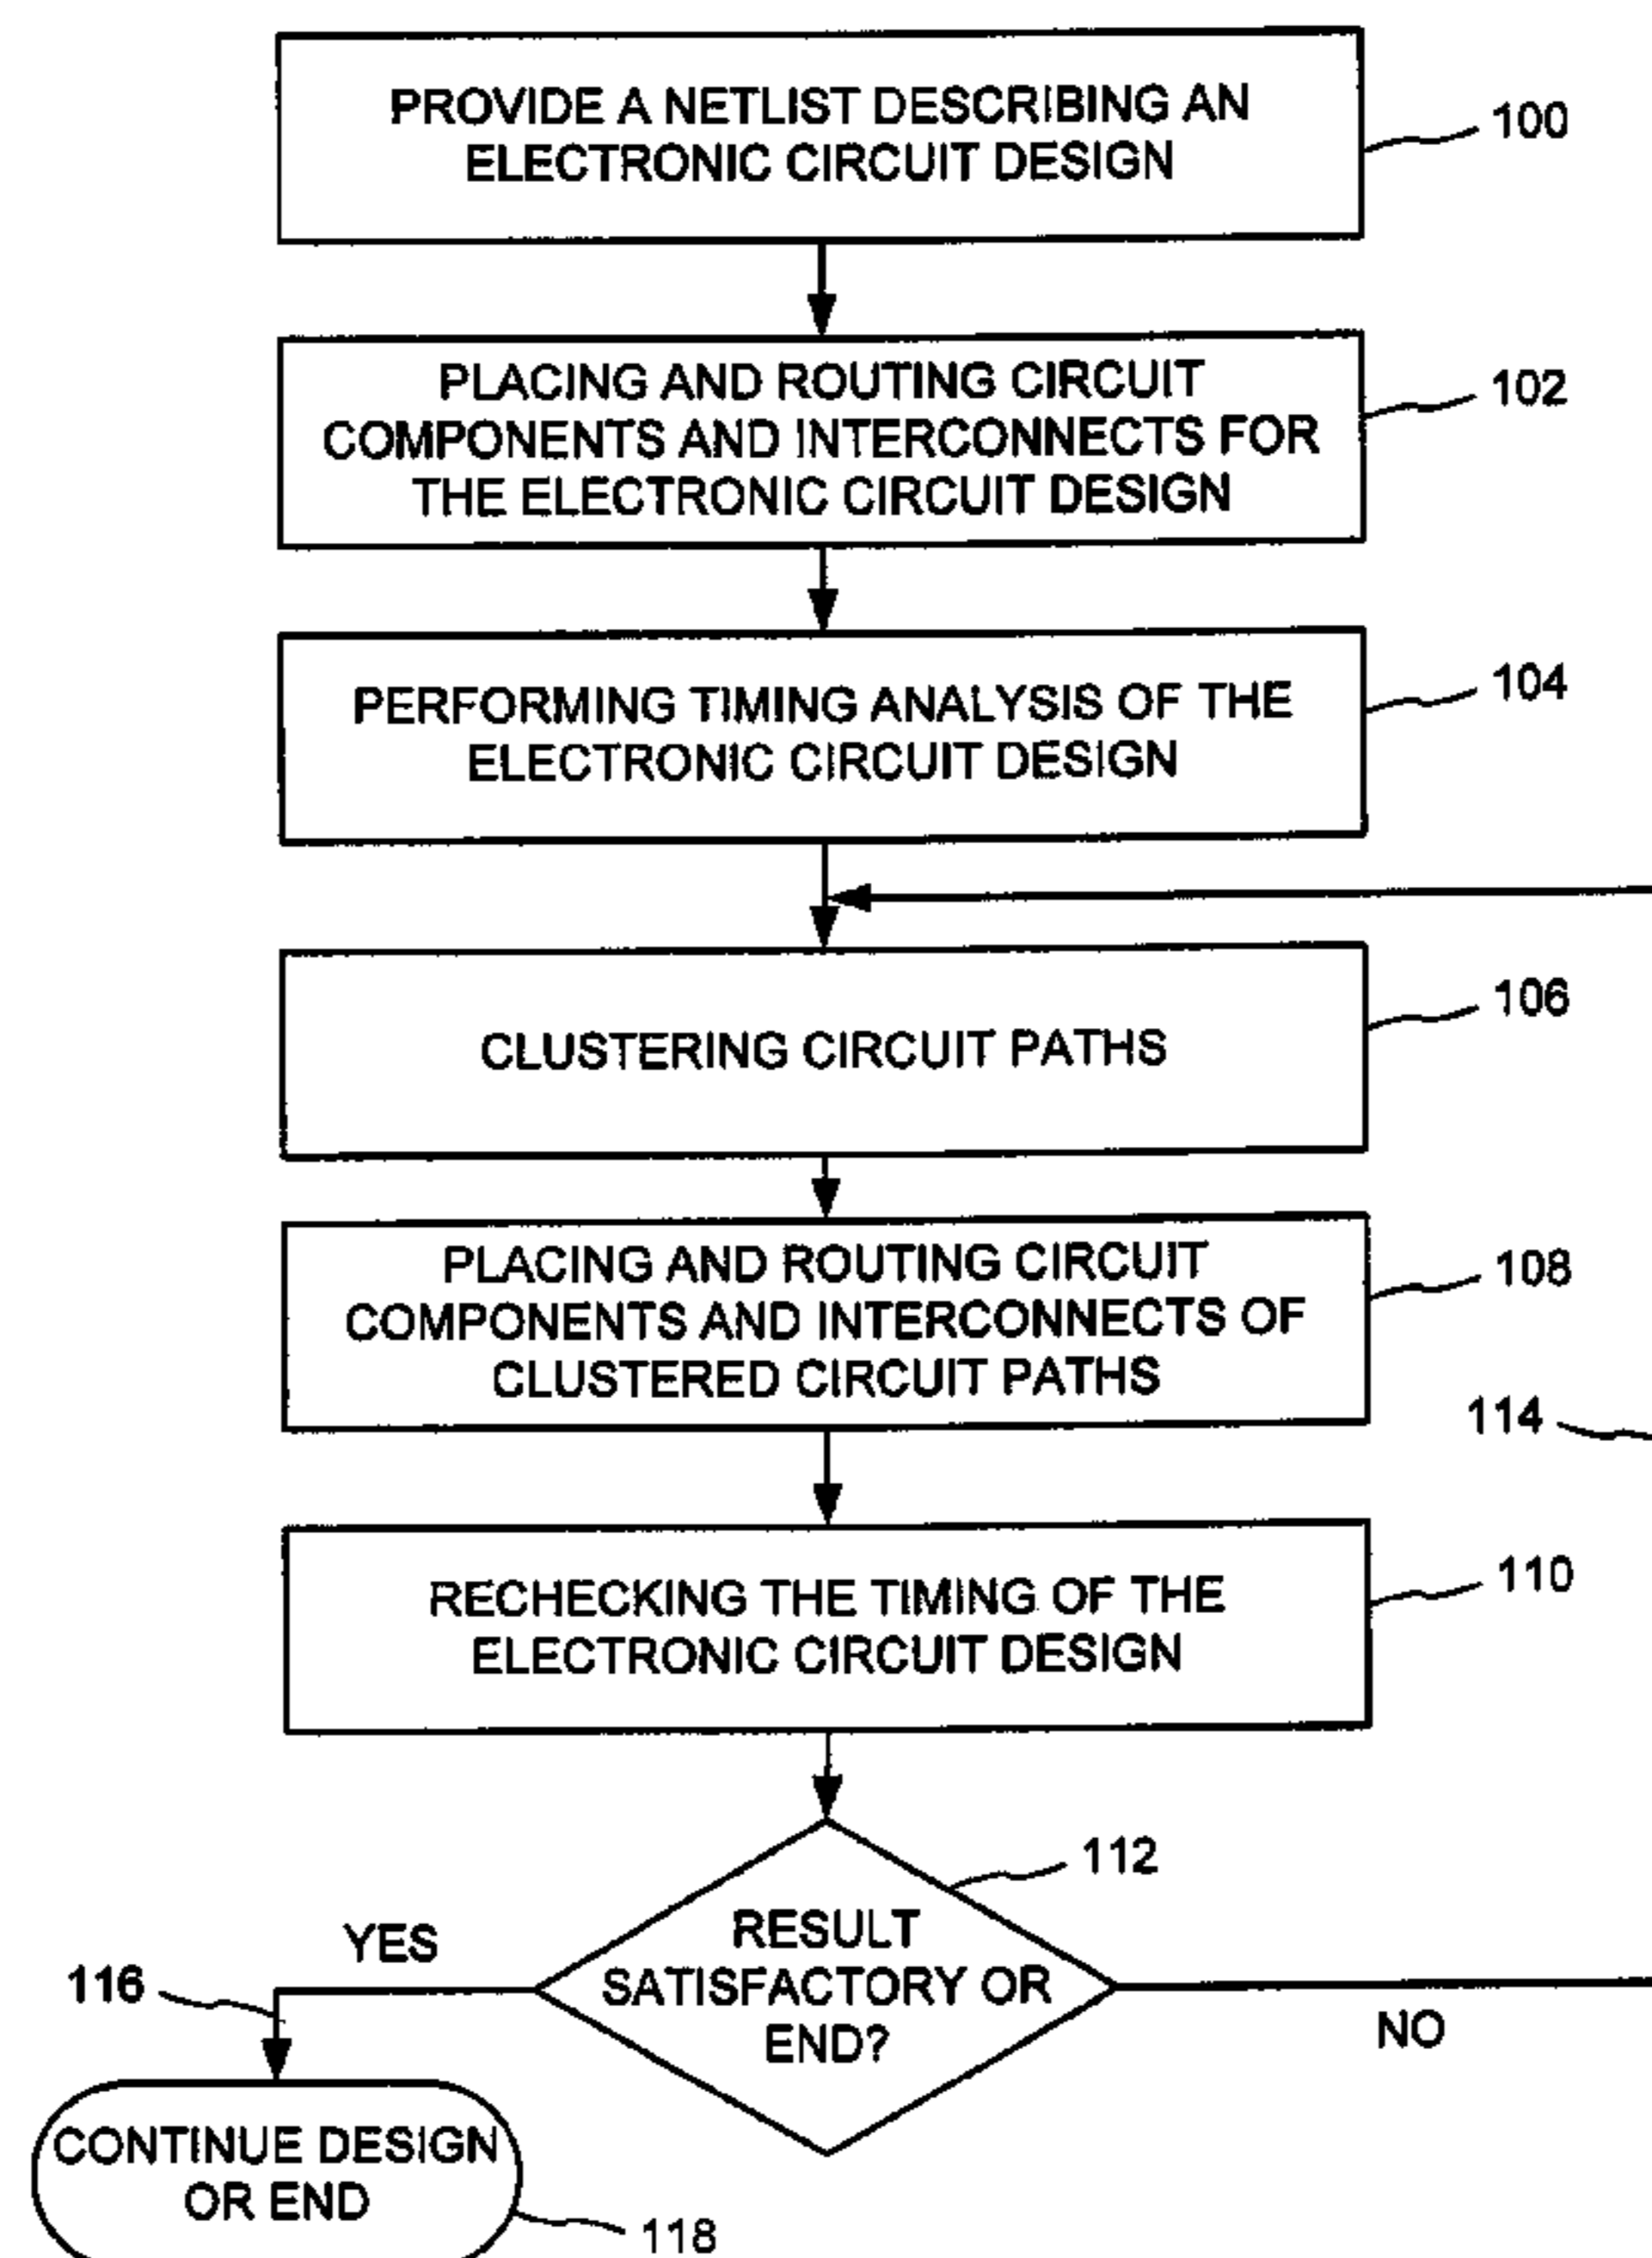 PROVIDE A NETLIST DESCRIBING AN
ELECTRONIC CIRCUIT DESIGN
100
PLACING AND ROUTING CIRCUIT
COMPONENTS AND INTERCONNECTS FOR
THE ELECTRONIC CIRCUIT DESIGN
102
PERFORMING TIMING ANALYSIS OF THE
ELECTRONIC CIRCUIT DESIGN
104
CLUSTERING CIRCUIT PATHS
106
PLACING AND ROUTING CIRCUIT
COMPONENTS AND INTERCONNECTS OF
CLUSTERED CIRCUIT PATHS
108
114
RECHECKING THE TIMING OF THE
ELECTRONIC CIRCUIT DESIGN
110
112
RESULT
SATISFACTORY OR
END?
YES
116
NO
CONTINUE DESIGN
OR END
118